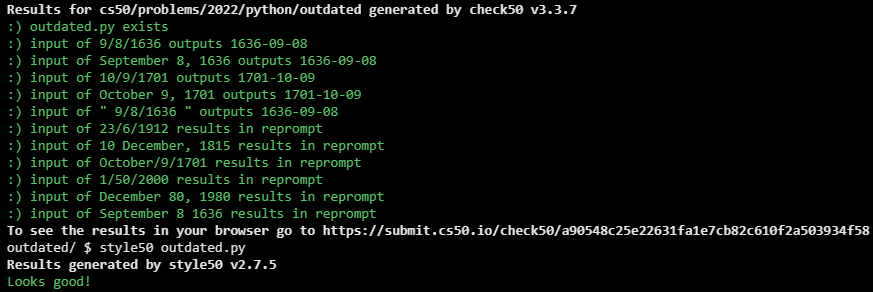 Results for cs50/problems/2022/python/outdated generated by check50 v3.3.7
:) outdated.py exists
:) input of 9/8/1636 outputs 1636-09-08
:) input of September 8, 1636 outputs 1636-09-08
:) input of 10/9/1701 outputs 1701-10-09
:) input of October 9, 1701 outputs 1701-10-09
:) input of " 9/8/1636 " outputs 1636-09-08
:) input of 23/6/1912 results in reprompt
:) input of 10 December, 1815 results in reprompt
:) input of October/9/1701 results in reprompt
:) input of 1/50/2000 results in reprompt
:) input of December 80, 1980 results in reprompt
:) input of September 8 1636 results in reprompt
To see the results in your browser go to https://submit.cs50.io/check50/a90548c25e22631fa1e7cb82c610f2a503934f58
outdated/ $ style50 outdated.py
Results generated by style50 v2.7.5
Looks good!